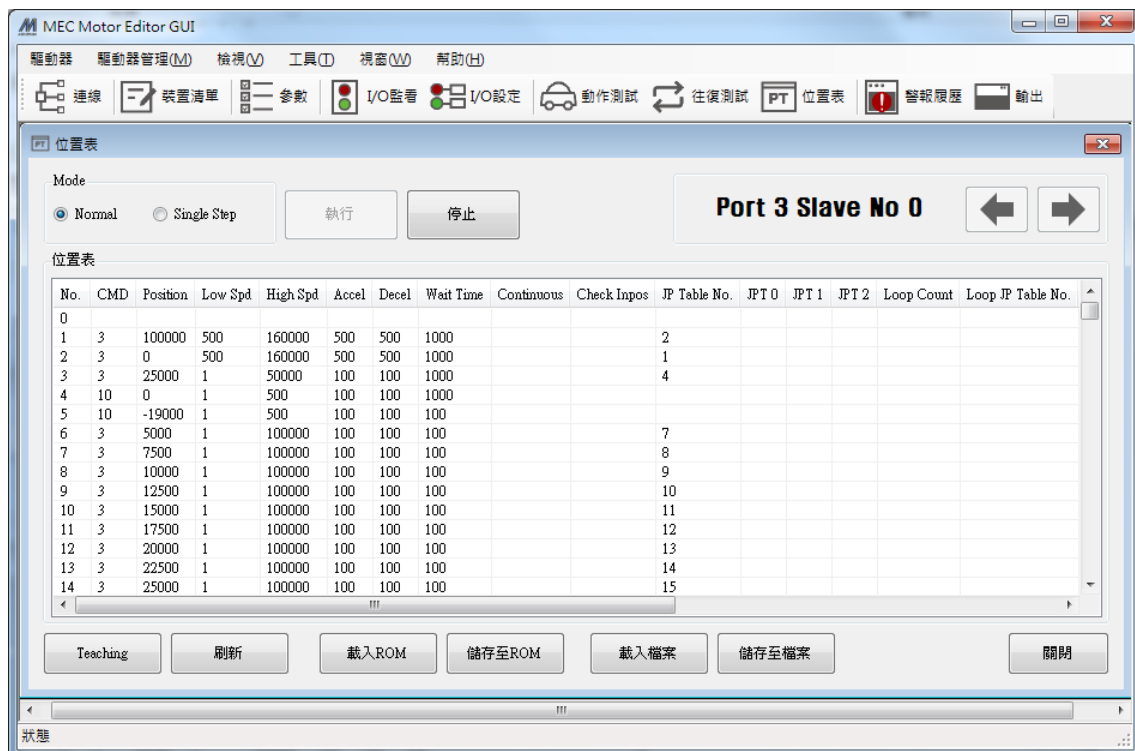 MEC Motor Editor GUI
驅動器 驅動器管理(M) 檢視(V) 工具(T) 視窗(W) 幫助(H)
連線 裝置清單 參數 I/O監看 I/O設定 動作測試 往復測試 PT 位置表 警報履歷 輸出
PT 位置表
Mode
Normal Single Step 執行 停止 Port 3 Slave No 0
位置表
No. CMD Position Low Spd High Spd Accel Decel Wait Time Continuous Check Inpos JP Table No. JPT 0 JPT 1 JPT 2 Loop Count Loop JP Table No.
0
1 3 100000 500 160000 500 500 1000 2
2 3 0 500 160000 500 500 1000 1
3 3 25000 1 50000 100 100 1000 4
4 10 0 1 500 100 100 1000
5 10 -19000 1 500 100 100 100
6 3 5000 1 100000 100 100 100 7
7 3 7500 1 100000 100 100 100 8
8 3 10000 1 100000 100 100 100 9
9 3 12500 1 100000 100 100 100 10
10 3 15000 1 100000 100 100 100 11
11 3 17500 1 100000 100 100 100 12
12 3 20000 1 100000 100 100 100 13
13 3 22500 1 100000 100 100 100 14
14 3 25000 1 100000 100 100 100 15
Teaching 刷新 載入ROM 儲存至ROM 載入檔案 儲存至檔案 關閉
狀態